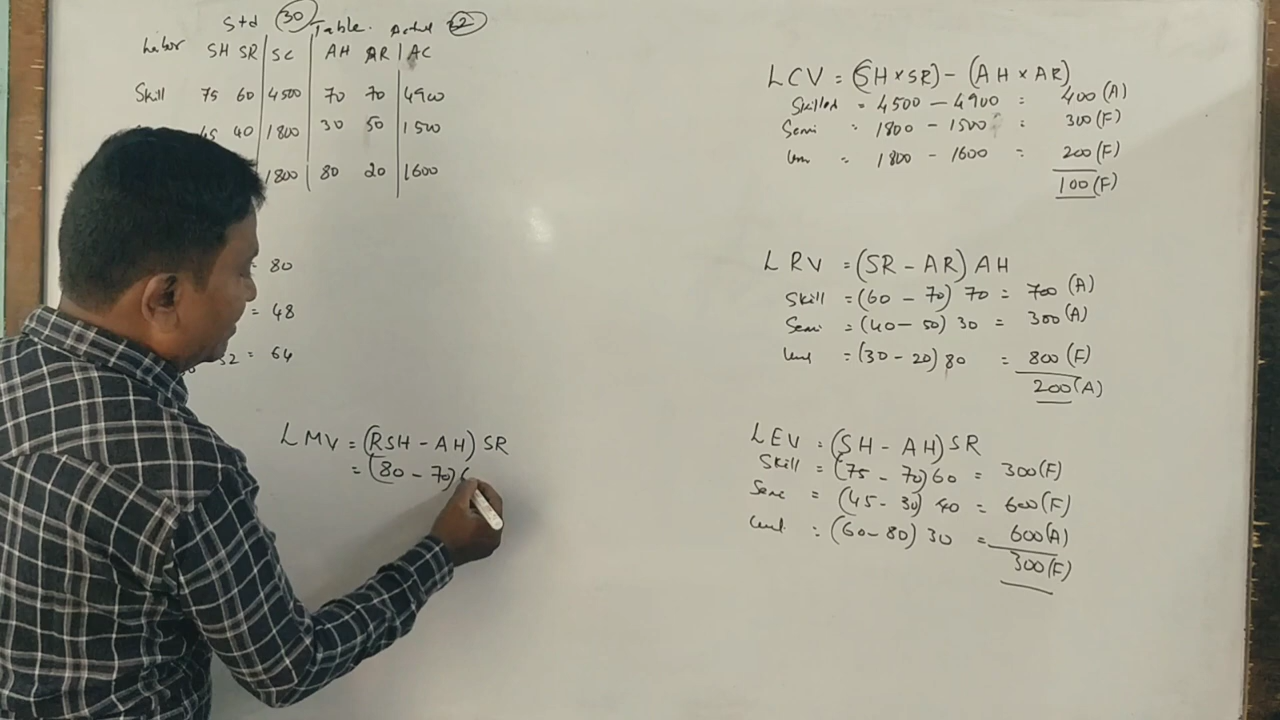 Std 30 Table. Actual 32
Labor SH SR SC AH AR AC
Skill 75 60 4500 70 70 4900
45 40 1800 30 50 1500
1800 80 20 1600
= 80
= 48
32 = 64
LMV = (RSH - AH) SR
= (80 - 70) 6
LCV = (SH × SR) - (AH × AR)
Skilled = 4500 - 4900 = 400 (A)
Semi = 1800 - 1500 = 300 (F)
Um = 1800 - 1600 = 200 (F)
100 (F)
LRV = (SR - AR) AH
Skill = (60 - 70) 70 = 700 (A)
Semi = (40 - 50) 30 = 300 (A)
= (30 - 20) 80 = 800 (F)
200 (A)
LEV = (SH - AH) SR
Skill = (75 - 70) 60 = 300 (F)
= (45 - 30) 40 = 600 (F)
= (60 - 80) 30 = 600 (A)
300 (F)